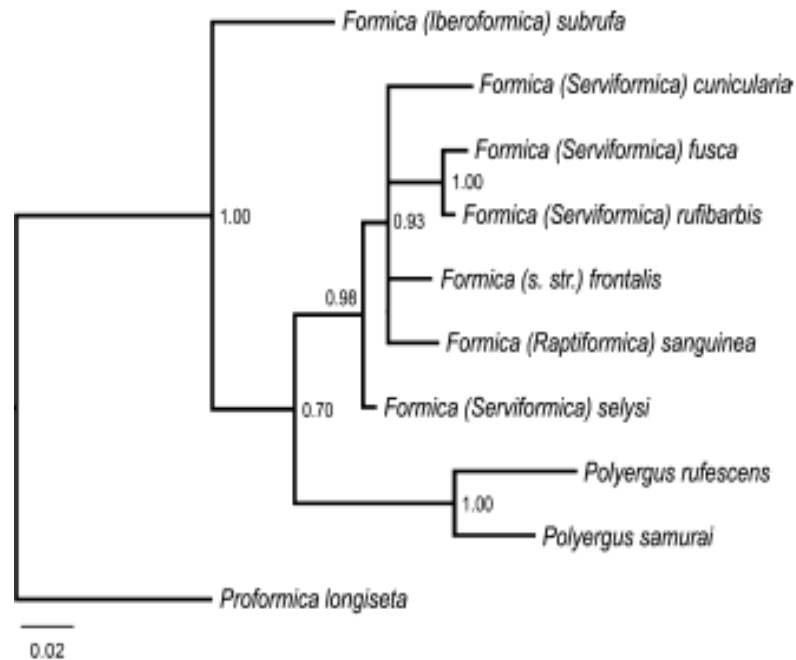 Formica (Iberoformica) subrufa
Formica (Serviformica) cunicularia
Formica (Serviformica) fusca
1.00
Formica (Serviformica) rufibarbis
1.00
0.93
Formica (s. str.) frontalis
0.98
Formica (Raptiformica) sanguinea
Formica (Serviformica) selysi
0.70
Polyergus rufescens
1.00
Polyergus samurai
Proformica longiseta
0.02